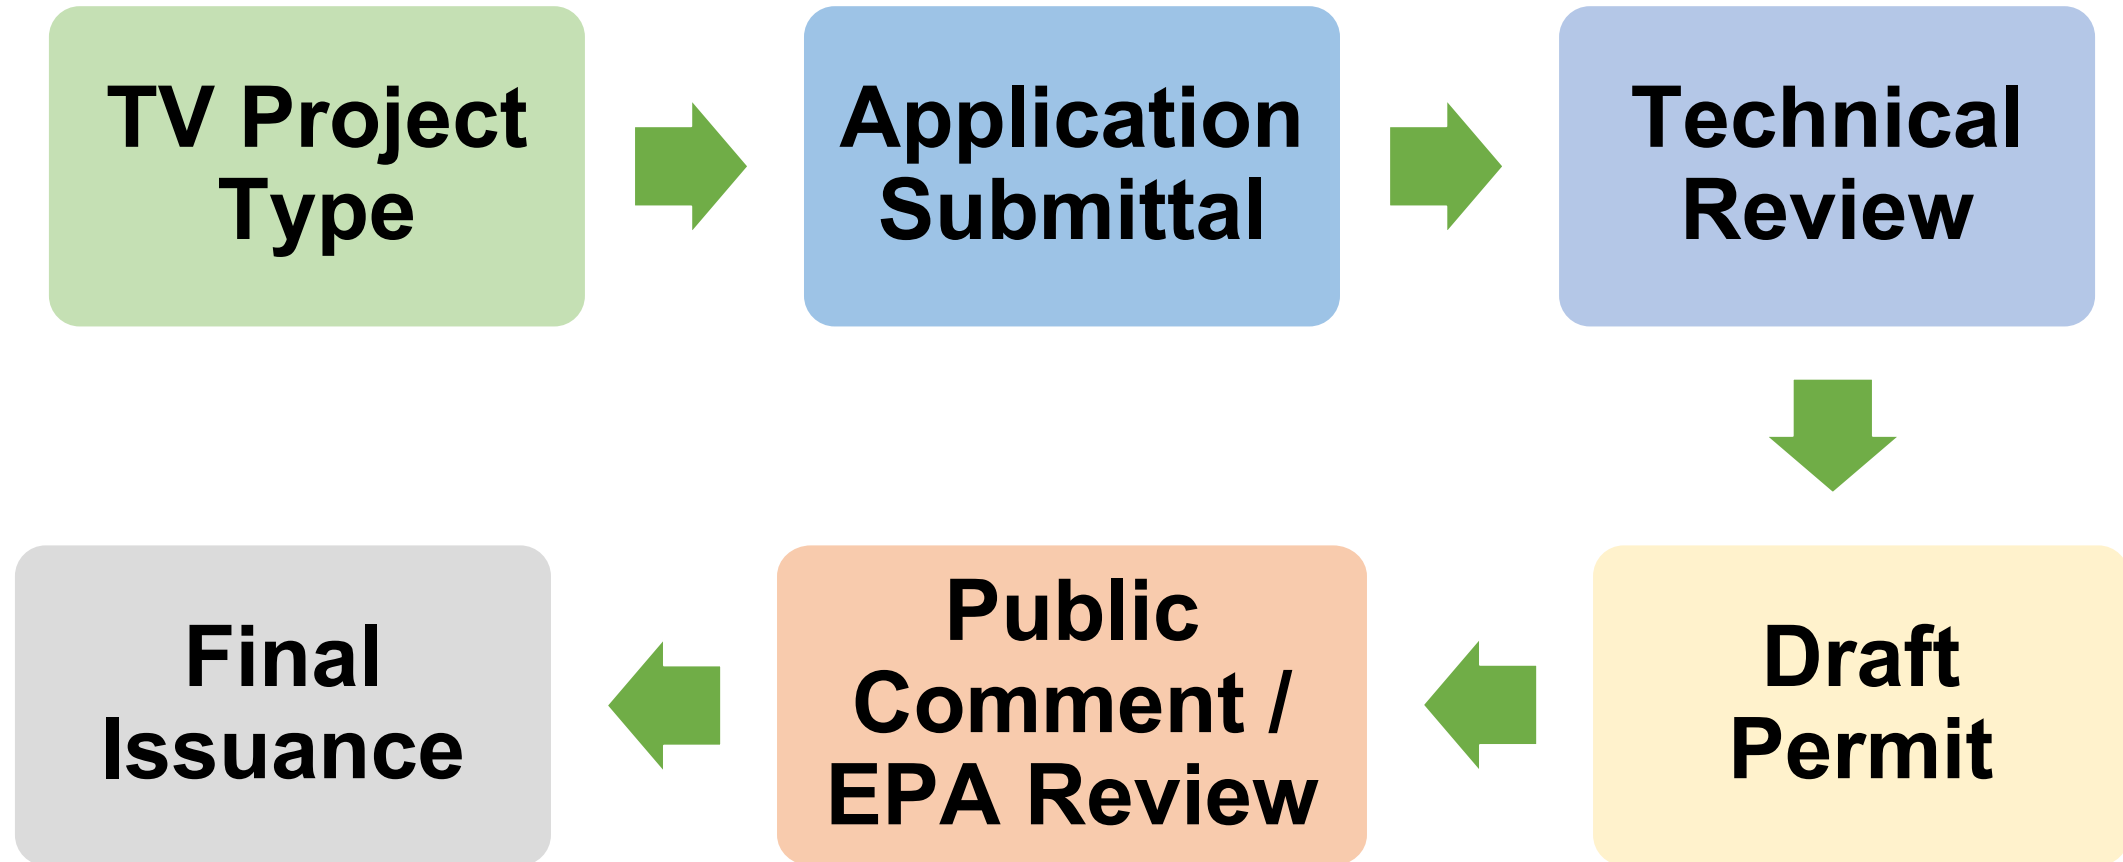 TV Project
Type
Application
Submittal
Technical
Review
Draft
Permit
Public
Comment /
EPA Review
Final
Issuance